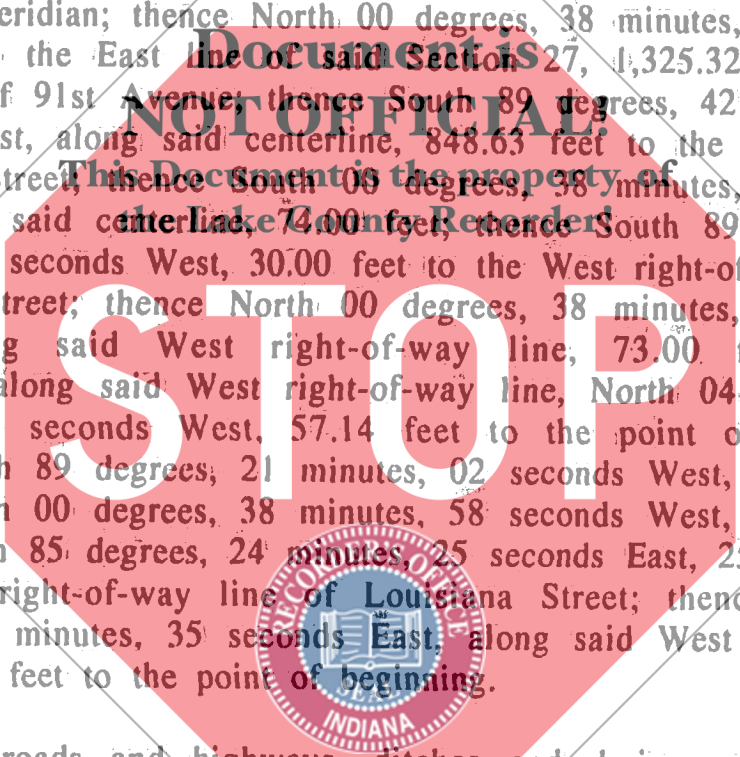 eridian; thence North 00 degrees, 38 minutes,
the East line of said Section 27, 1,325.32
Document is
f 91st Avenue; thence South 89 degrees, 42
NOT OFFICIAL!
st, along said centerline, 848.63 feet to the
This Document is the property of
treet; thence South 00 degrees, 38 minutes,
the Lake County Recorder!
said centerline, 74.00 feet; thence South 89
seconds West, 30.00 feet to the West right-of
treet; thence North 00 degrees, 38 minutes,
g said West right-of-way line, 73.00
along said West right-of-way line, North 04
STOP
seconds West, 57.14 feet to the point o
h 89 degrees, 21 minutes, 02 seconds West,
00 degrees, 38 minutes, 58 seconds West,
85 degrees, 24 minutes, 25 seconds East, 2
RECORDER'S OFFICE
right-of-way line of Louisiana Street; thenc
minutes, 35 seconds East, along said West
SEAL
feet to the point of beginning.
INDIANA
roads and highways, ditches and